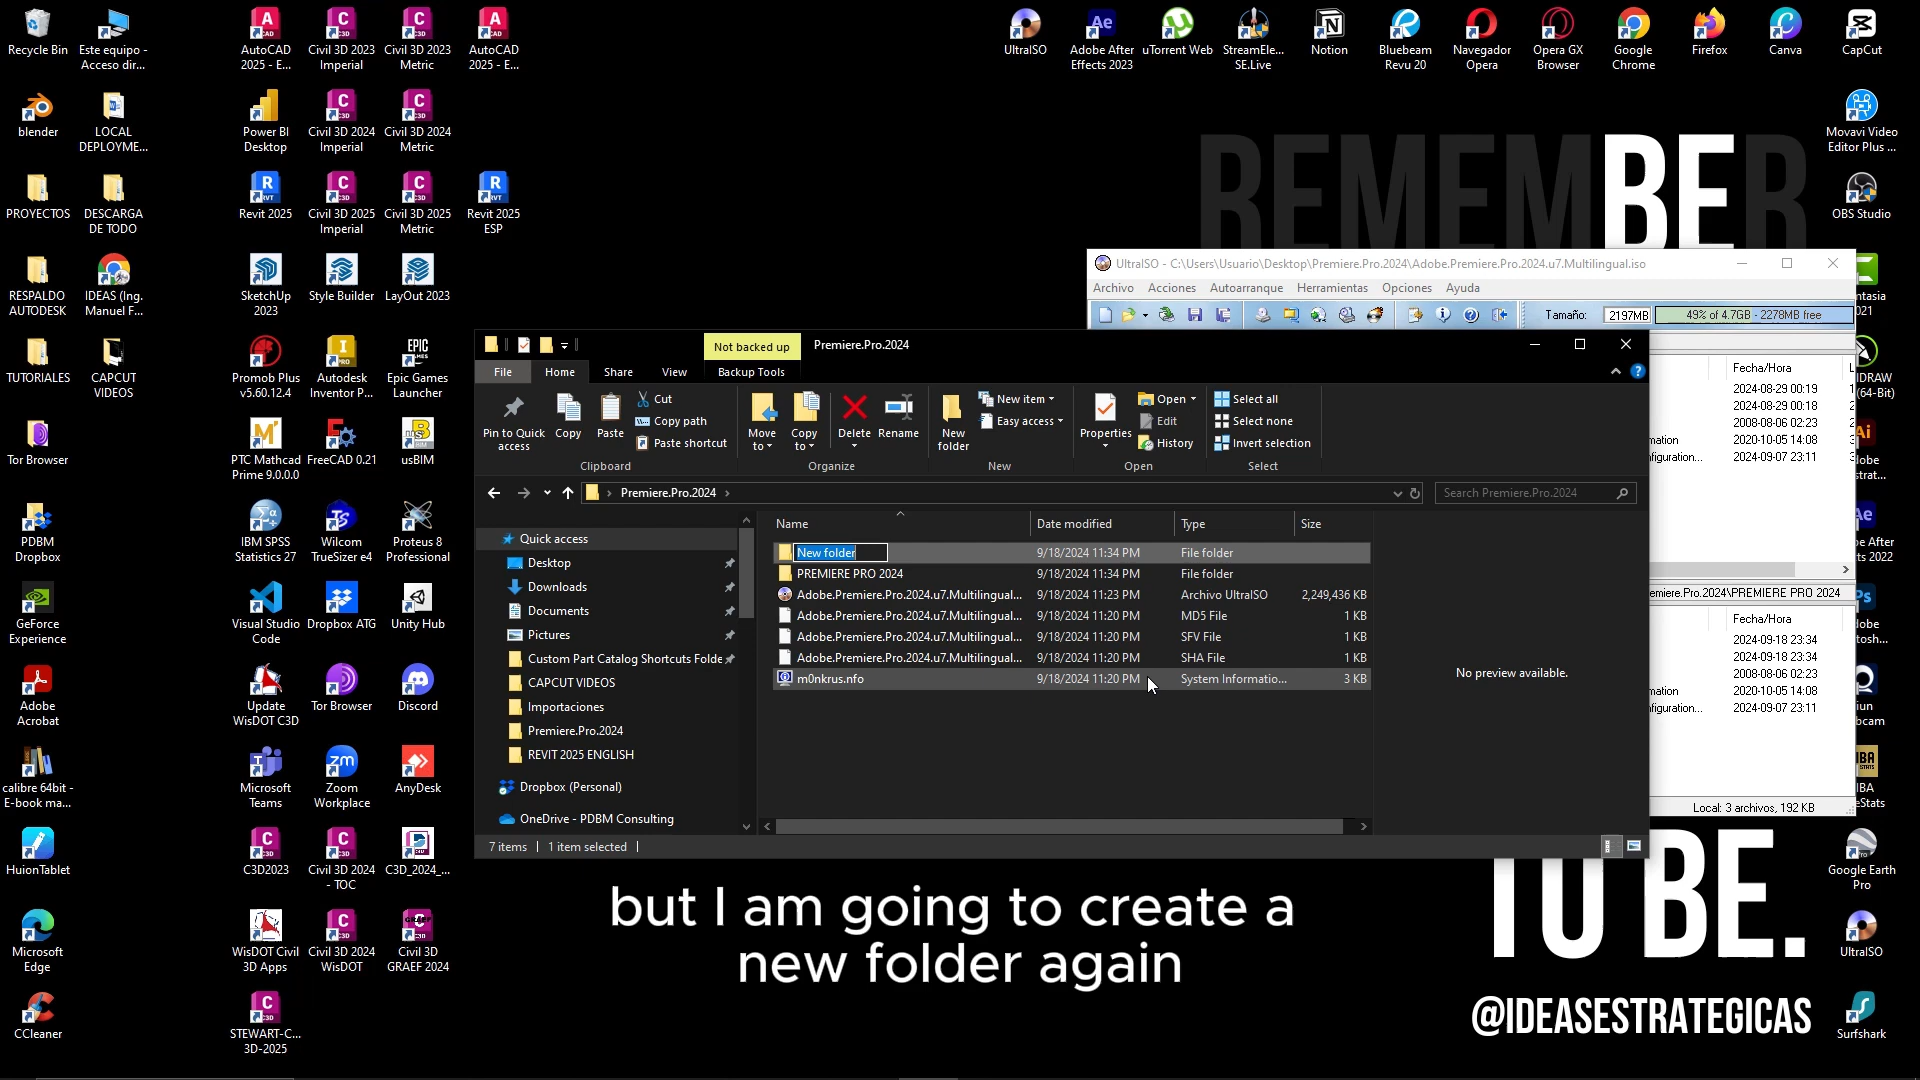 Recycle Bin
Este equipo -
Acceso dir...
AutoCAD
2025 - E...
Civil 3D 2023
Imperial
Civil 3D 2023
Metric
AutoCAD
2025 - E...
UltraISO
Adobe After
Effects 2023
uTorrent Web
StreamEle...
SE.Live
Notion
Bluebeam
Revu 20
Navegador
Opera
Opera GX
Browser
Google
Chrome
Firefox
Canva
CapCut
blender
LOCAL
DEPLOYME...
Power BI
Desktop
Civil 3D 2024
Imperial
Civil 3D 2024
Metric
Movavi Video
Editor Plus ...
REMEMBER
PROYECTOS
DESCARGA
DE TODO
Revit 2025
Civil 3D 2025
Imperial
Civil 3D 2025
Metric
Revit 2025
ESP
OBS Studio
RESPALDO
AUTODESK
IDEAS (Ing.
Manuel F...
SketchUp
2023
Style Builder
LayOut 2023
UltraISO - C:\Users\Usuario\Desktop\Premiere.Pro.2024\Adobe.Premiere.Pro.2024.u7.Multilingual.iso
Archivo Acciones Autoarranque Herramientas Opciones Ayuda
Tamaño: 2197MB 49% of 4.7GB - 2278MB free
ntasia
021
TUTORIALES
CAPCUT
VIDEOS
Promob Plus
v5.60.12.4
Autodesk
Inventor P...
Epic Games
Launcher
Not backed up Premiere.Pro.2024
File Home Share View Backup Tools
Pin to Quick
access
Copy
Paste
Cut
Copy path
Paste shortcut
Move
to
Copy
to
Delete
Rename
New
folder
New item
Easy access
Properties
Open
Edit
History
Select all
Select none
Invert selection
Clipboard Organize New Open Select
Premiere.Pro.2024
Search Premiere.Pro.2024
Fecha/Hora
2024-08-29 00:19
2024-08-29 00:18
2008-08-06 02:23
mation 2020-10-05 14:08
figuration... 2024-09-07 23:11
IDRAW
(64-Bit)
Tor Browser
PTC Mathcad
Prime 9.0.0.0
FreeCAD 0.21
usBIM
lobe
strat...
PDBM
Dropbox
IBM SPSS
Statistics 27
Wilcom
TrueSizer e4
Proteus 8
Professional
Name Date modified Type Size
New folder 9/18/2024 11:34 PM File folder
PREMIERE PRO 2024 9/18/2024 11:34 PM File folder
Adobe.Premiere.Pro.2024.u7.Multilingual... 9/18/2024 11:23 PM Archivo UltraISO 2,249,436 KB
Adobe.Premiere.Pro.2024.u7.Multilingual... 9/18/2024 11:20 PM MD5 File 1 KB
Adobe.Premiere.Pro.2024.u7.Multilingual... 9/18/2024 11:20 PM SFV File 1 KB
Adobe.Premiere.Pro.2024.u7.Multilingual... 9/18/2024 11:20 PM SHA File 1 KB
m0nkrus.nfo 9/18/2024 11:20 PM System Informatio... 3 KB
No preview available.
Quick access
Desktop
Downloads
Documents
Pictures
Custom Part Catalog Shortcuts Folde
CAPCUT VIDEOS
Importaciones
Premiere.Pro.2024
REVIT 2025 ENGLISH
Dropbox (Personal)
OneDrive - PDBM Consulting
7 items 1 item selected
be After
cts 2022
emiere.Pro.2024\PREMIERE PRO 2024
Fecha/Hora
2024-09-18 23:34
2024-09-18 23:34
2008-08-06 02:23
mation 2020-10-05 14:08
figuration... 2024-09-07 23:11
Local: 3 archivos, 192 KB
GeForce
Experience
Visual Studio
Code
Dropbox ATG
Unity Hub
Adobe
Acrobat
Update
WisDOT C3D
Tor Browser
Discord
calibre 64bit -
E-book ma...
Microsoft
Teams
Zoom
Workplace
AnyDesk
HuionTablet
C3D2023
Civil 3D 2024
- TOC
C3D_2024_...
Google Earth
Pro
Microsoft
Edge
WisDOT Civil
3D Apps
Civil 3D 2024
WisDOT
Civil 3D
GRAEF 2024
but I am going to create a
new folder again
TO BE.
UltraISO
CCleaner
STEWART-C...
3D-2025
@IDEASESTRATEGICAS
Surfshark